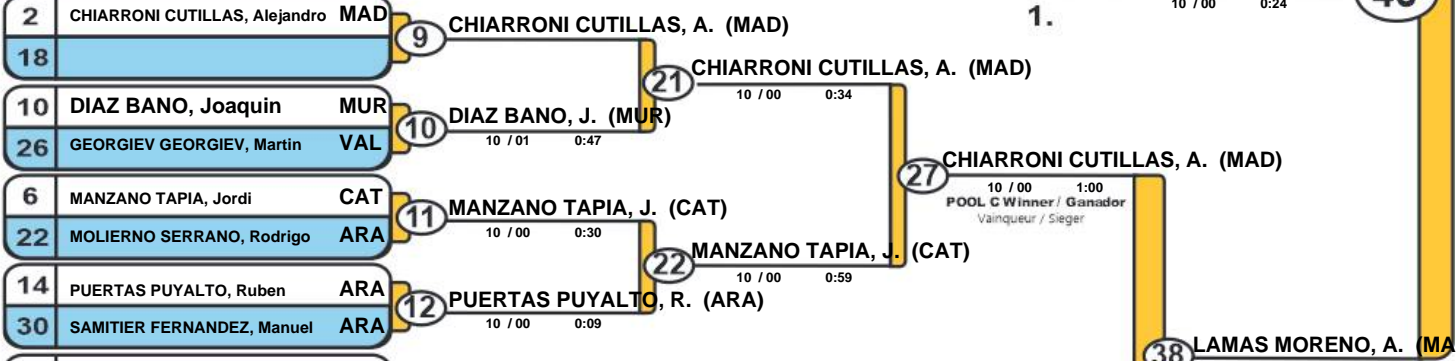 2 CHIARRONI CUTILLAS, Alejandro MAD
18
9 CHIARRONI CUTILLAS, A. (MAD)
10 DIAZ BANO, Joaquin MUR
26 GEORGIEV GEORGIEV, Martin VAL
10 DIAZ BANO, J. (MUR)
10 / 01 0:47
21 CHIARRONI CUTILLAS, A. (MAD)
10 / 00 0:34
6 MANZANO TAPIA, Jordi CAT
22 MOLIERNO SERRANO, Rodrigo ARA
11 MANZANO TAPIA, J. (CAT)
10 / 00 0:30
14 PUERTAS PUYALTO, Ruben ARA
30 SAMITIER FERNANDEZ, Manuel ARA
12 PUERTAS PUYALTO, R. (ARA)
10 / 00 0:09
22 MANZANO TAPIA, J. (CAT)
10 / 00 0:59
27 CHIARRONI CUTILLAS, A. (MAD)
10 / 00 1:00
POOL C Winner / Ganador
Vainqueur / Sieger
1.
10 / 00 0:24
38 LAMAS MORENO, A. (MA